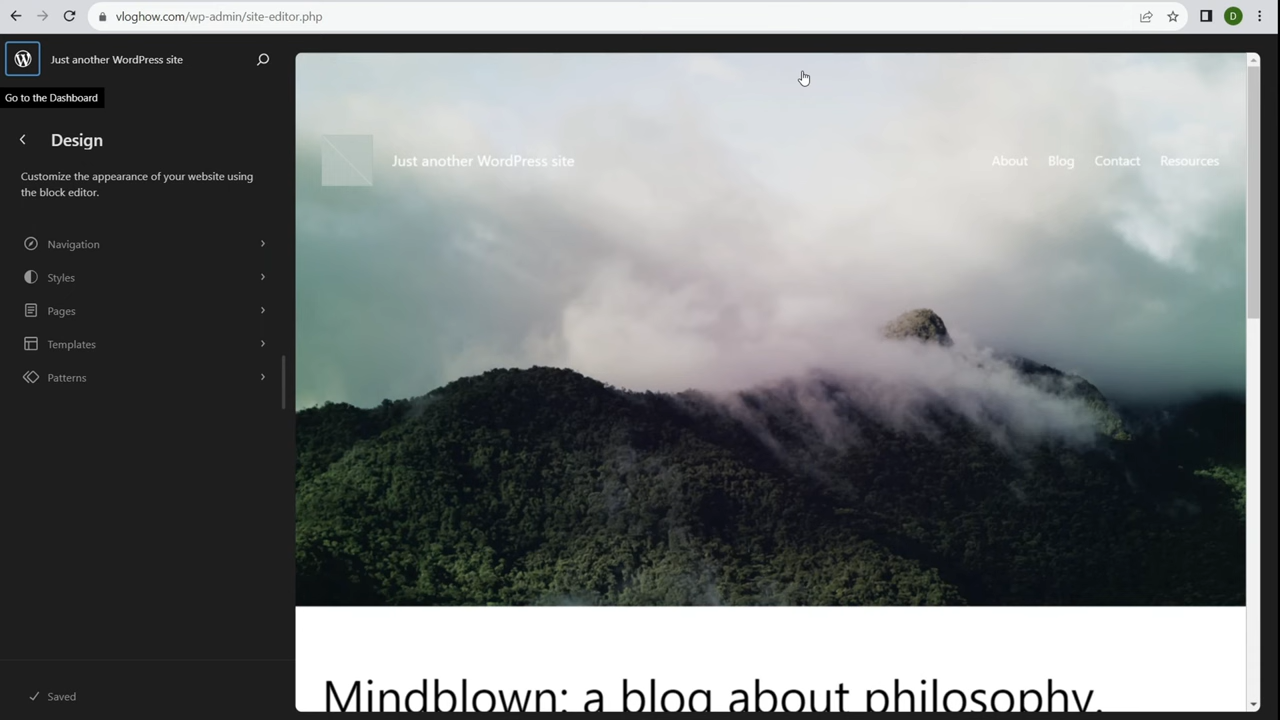 vloghow.com/wp-admin/site-editor.php
D
Just another WordPress site
Go to the Dashboard
Design
Customize the appearance of your website using
the block editor.
Navigation
Styles
Pages
Templates
Patterns
Saved
Just another WordPress site
About Blog Contact Resources
Mindblown: a blog about philosophy.